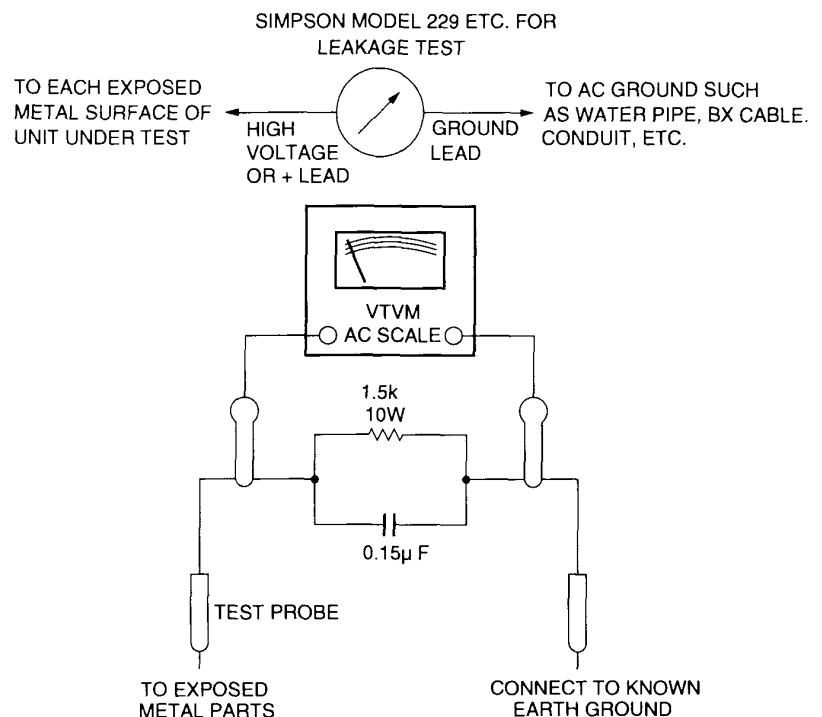 SIMPSON MODEL 229 ETC. FOR
LEAKAGE TEST
TO EACH EXPOSED
METAL SURFACE OF
UNIT UNDER TEST
HIGH
VOLTAGE
OR + LEAD
GROUND
LEAD
TO AC GROUND SUCH
AS WATER PIPE, BX CABLE.
CONDUIT, ETC.
VTVM
AC SCALE
1.5k
10W
0.15µ F
TEST PROBE
TO EXPOSED
METAL PARTS
CONNECT TO KNOWN
EARTH GROUND